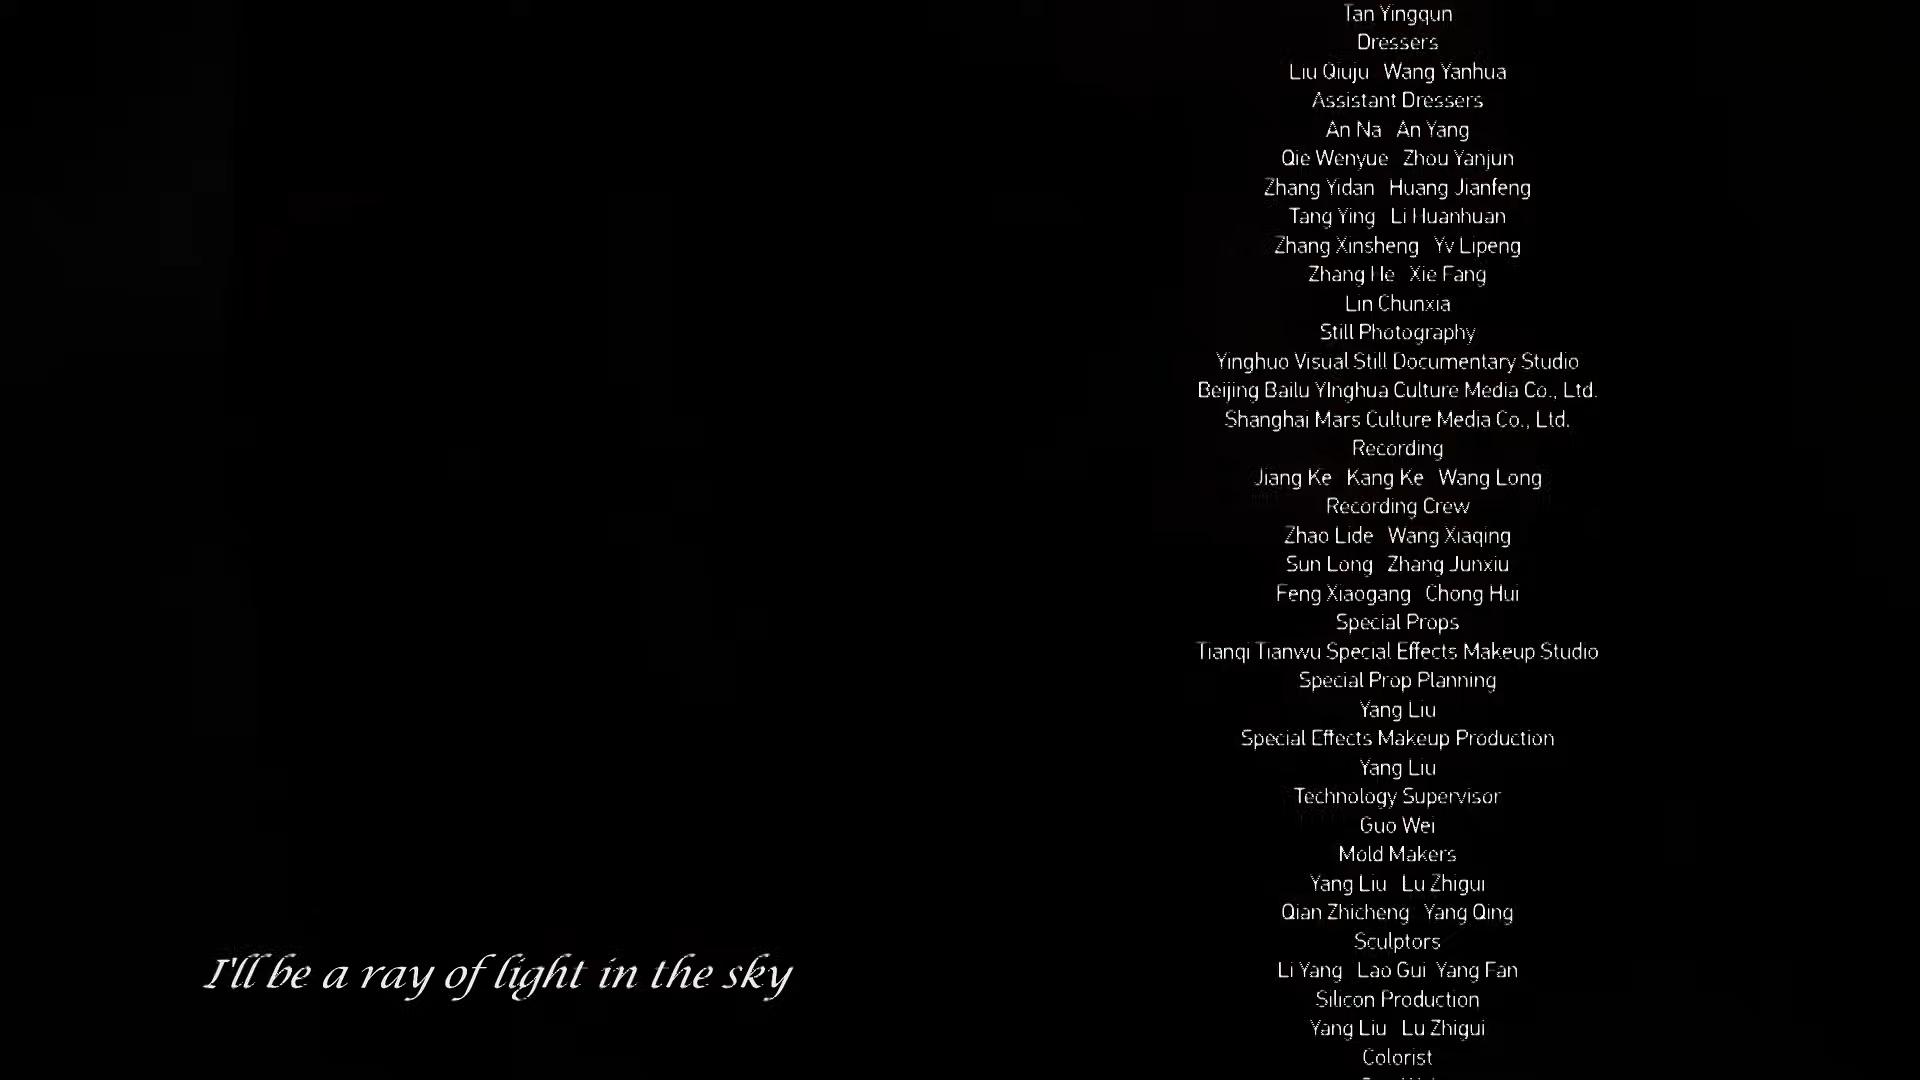 Tan Yingqun
Dressers
Liu Qiuju Wang Yanhua
Assistant Dressers
An Na An Yang
Qie Wenyue Zhou Yanjun
Zhang Yidan Huang Jianfeng
Tang Ying Li Huanhuan
Zhang Xinsheng Yv Lipeng
Zhang He Xie Fang
Lin Chunxia
Still Photography
Yinghuo Visual Still Documentary Studio
Beijing Bailu YInghua Culture Media Co., Ltd.
Shanghai Mars Culture Media Co., Ltd.
Recording
Jiang Ke Kang Ke Wang Long
Recording Crew
Zhao Lide Wang Xiaqing
Sun Long Zhang Junxiu
Feng Xiaogang Chong Hui
Special Props
Tianqi Tianwu Special Effects Makeup Studio
Special Prop Planning
Yang Liu
Special Effects Makeup Production
Yang Liu
Technology Supervisor
Guo Wei
Mold Makers
Yang Liu Lu Zhigui
Qian Zhicheng Yang Qing
Sculptors
Li Yang Lao Gui Yang Fan
Silicon Production
Yang Liu Lu Zhigui
Colorist
I'll be a ray of light in the sky